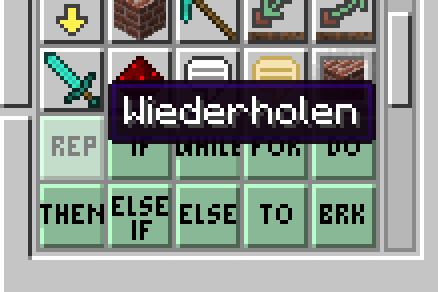 Wiederholen
REP IF WHILE FOR DO
THEN ELSE IF ELSE TO BRK